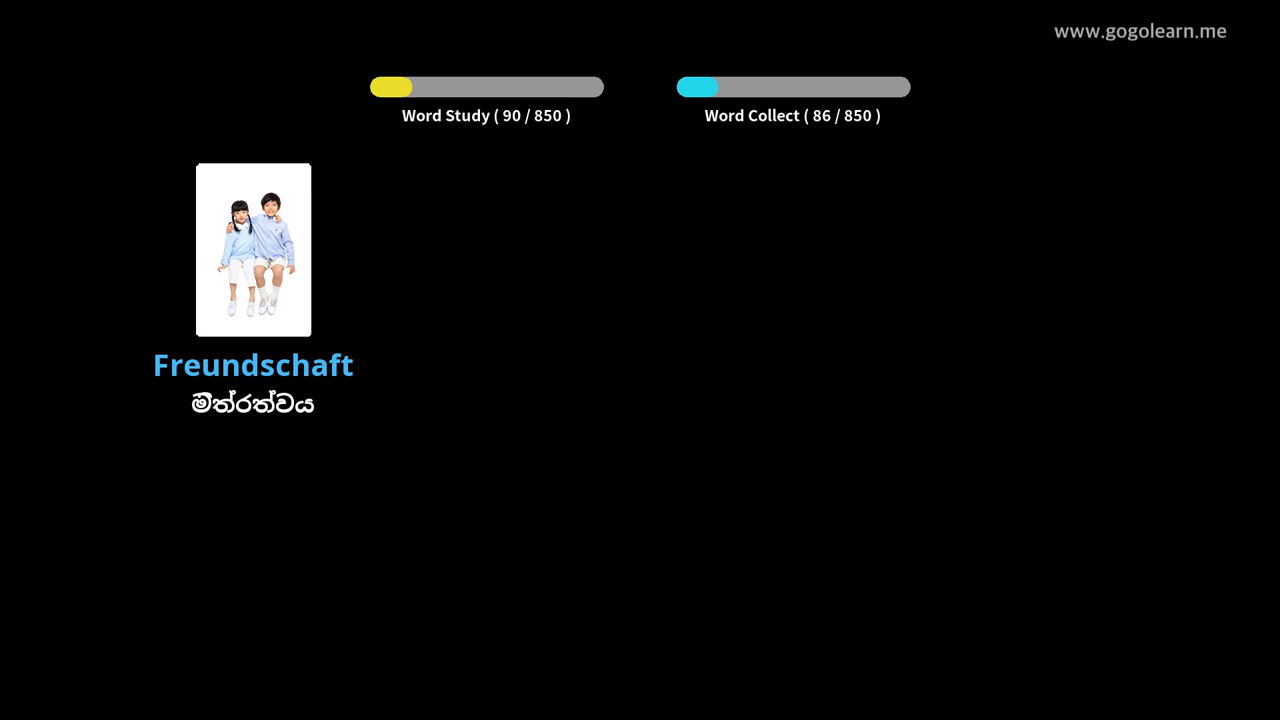 www.gogolearn.me
Word Study ( 90 / 850 )
Word Collect ( 86 / 850 )
Freundschaft
මිත්රත්වය